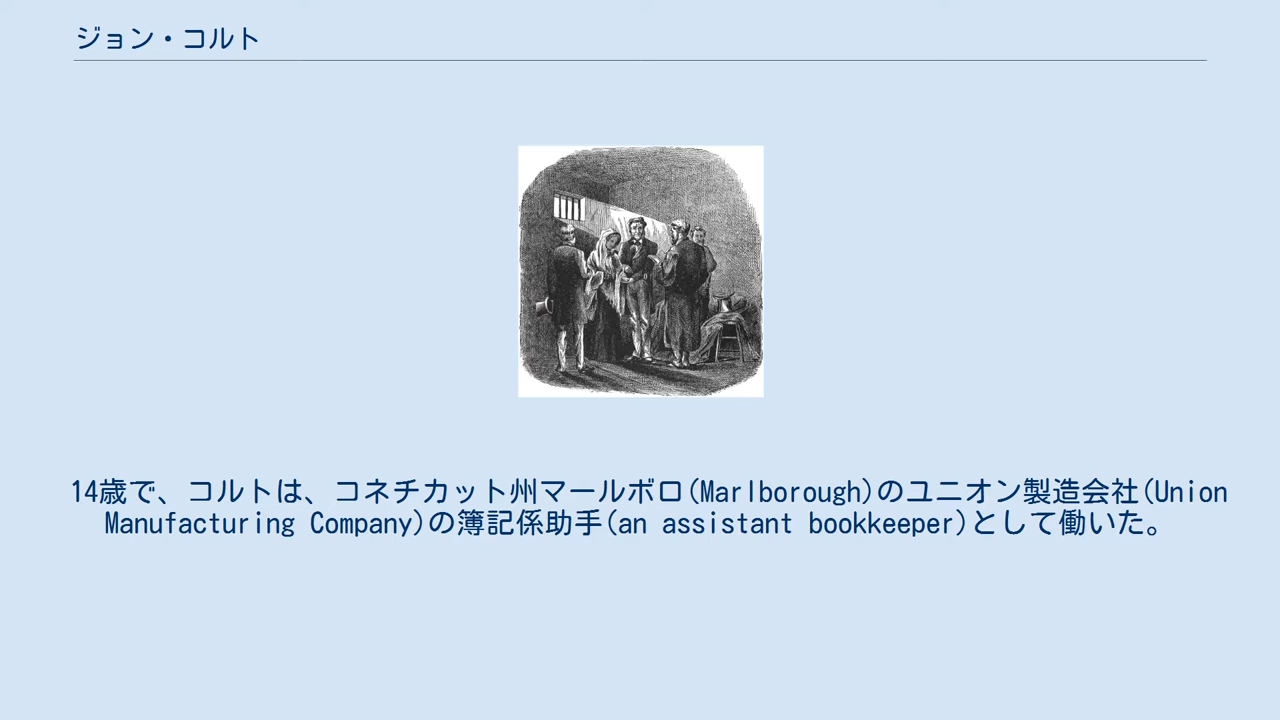 ジョン・コルト
14歳で、コルトは、コネチカット州マールボロ(Marlborough)のユニオン製造会社(Union
Manufacturing Company)の簿記係助手(an assistant bookkeeper)として働いた。